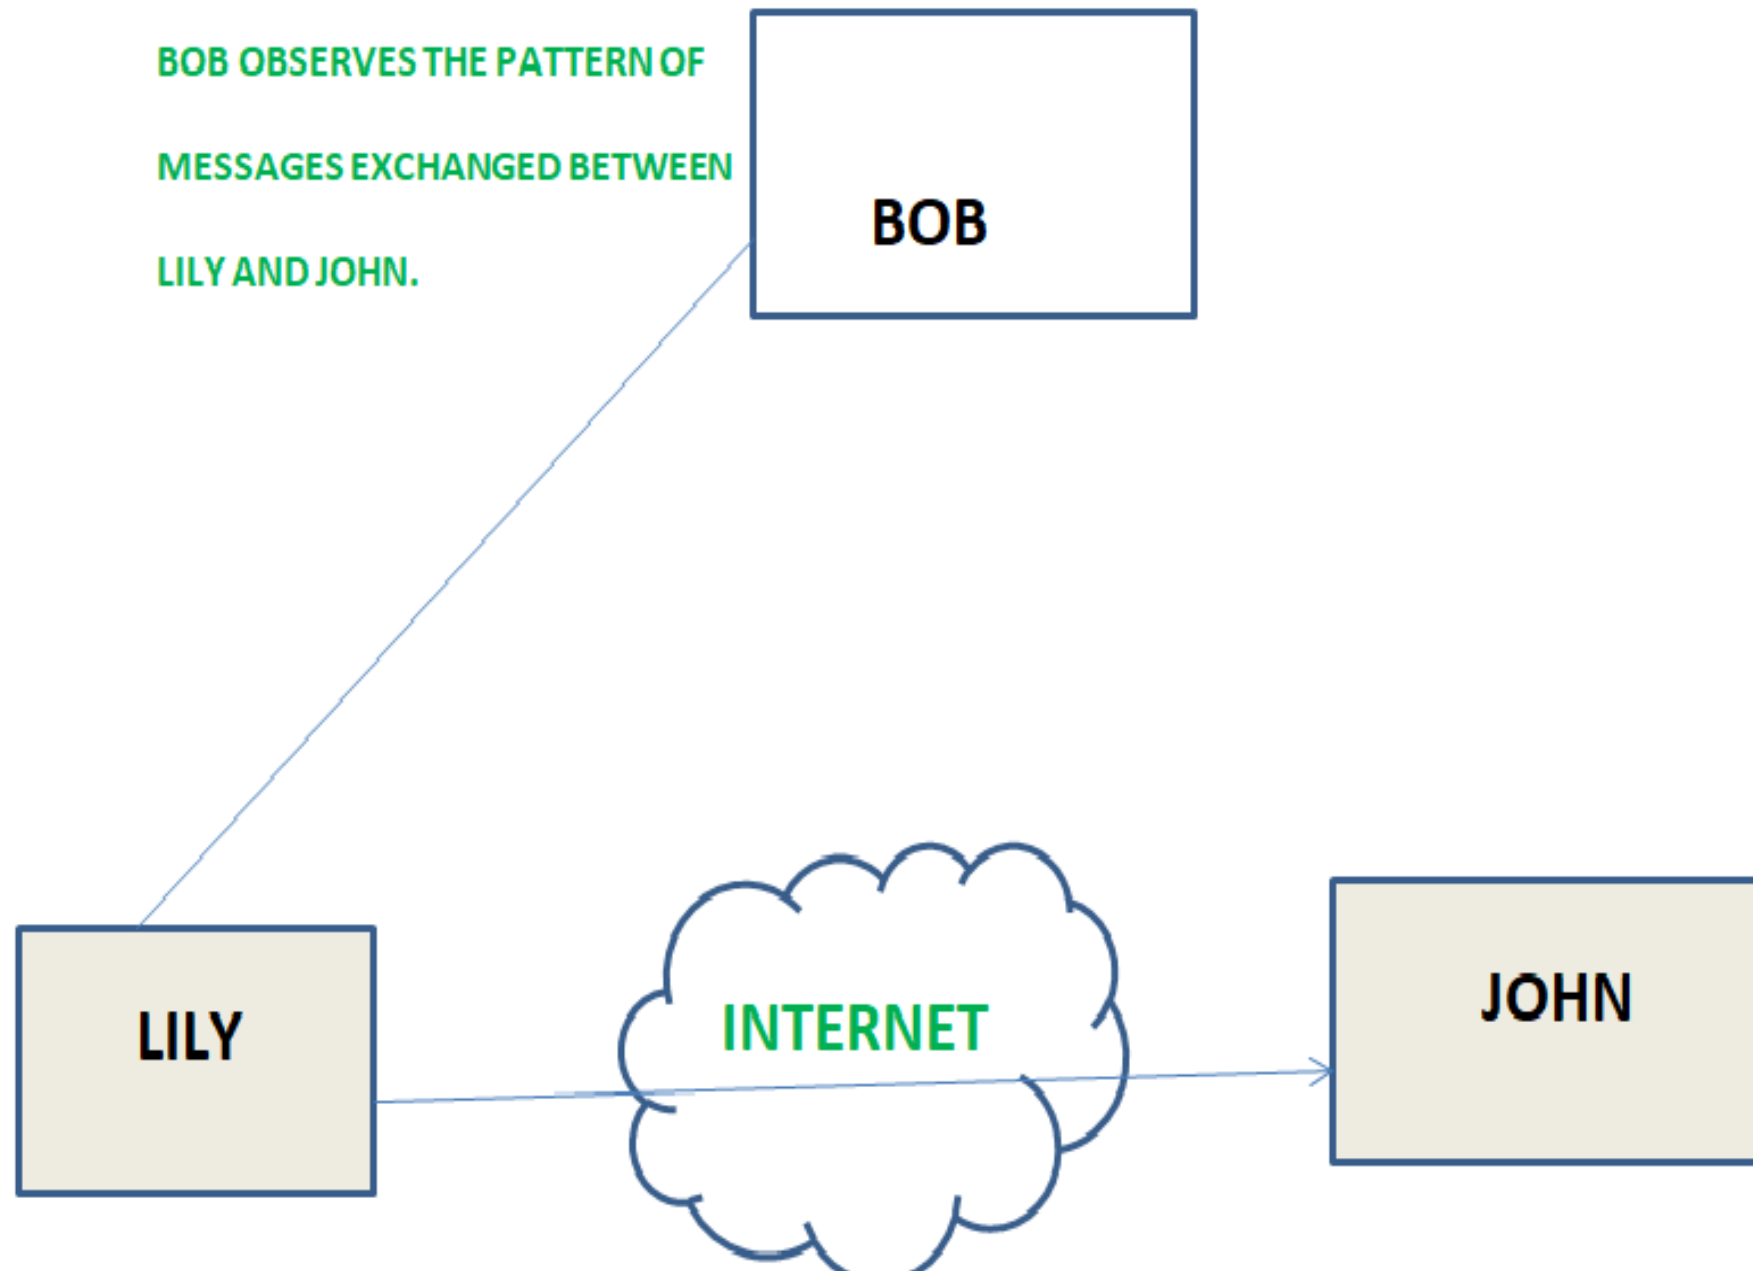 BOB OBSERVES THE PATTERN OF
MESSAGES EXCHANGED BETWEEN
LILY AND JOHN.
BOB
LILY
INTERNET
JOHN